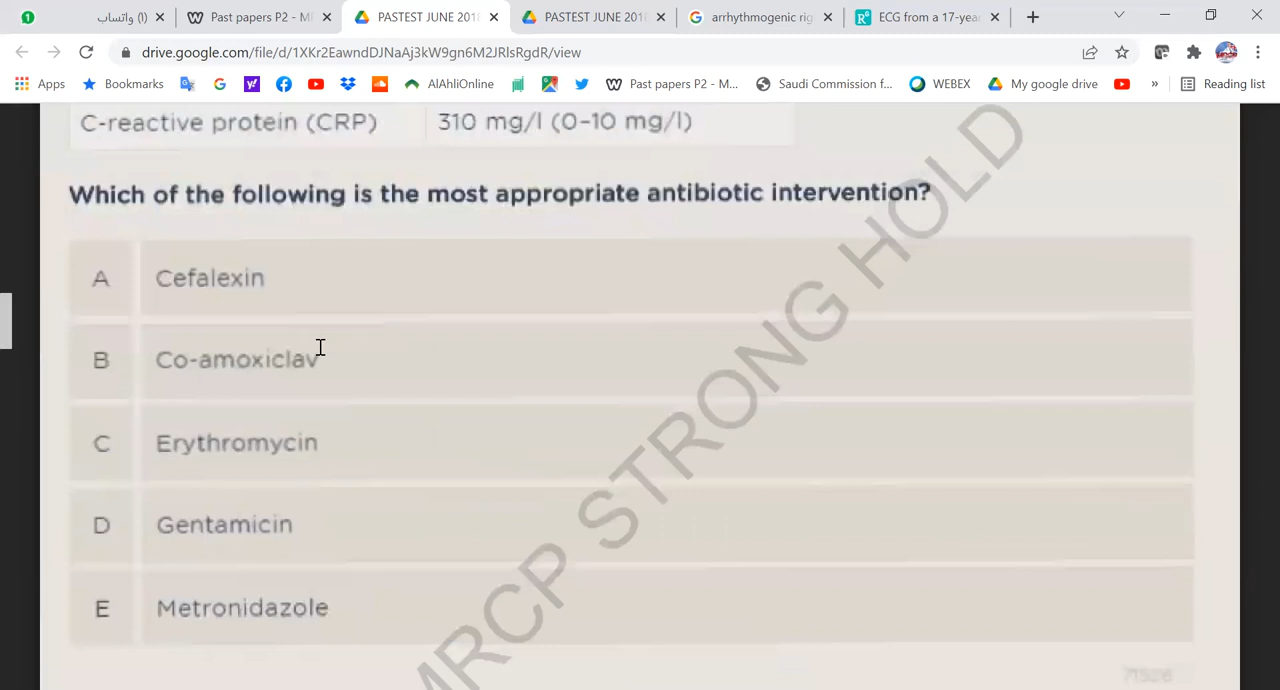 (١) واتساب
Past papers P2 - M
PASTEST JUNE 201
PASTEST JUNE 201
arrhythmogenic rig
ECG from a 17-yea
drive.google.com/file/d/1XKr2EawndDJNaAj3kW9gn6M2JRlsRgdR/view
Apps
Bookmarks
AlAhliOnline
Past papers P2 - M...
Saudi Commission f...
WEBEX
My google drive
»
Reading list
C-reactive protein (CRP) 310 mg/l (0-10 mg/l)
Which of the following is the most appropriate antibiotic intervention?
A Cefalexin
B Co-amoxiclav
C Erythromycin
D Gentamicin
E Metronidazole
MRCP STRONG HOLD